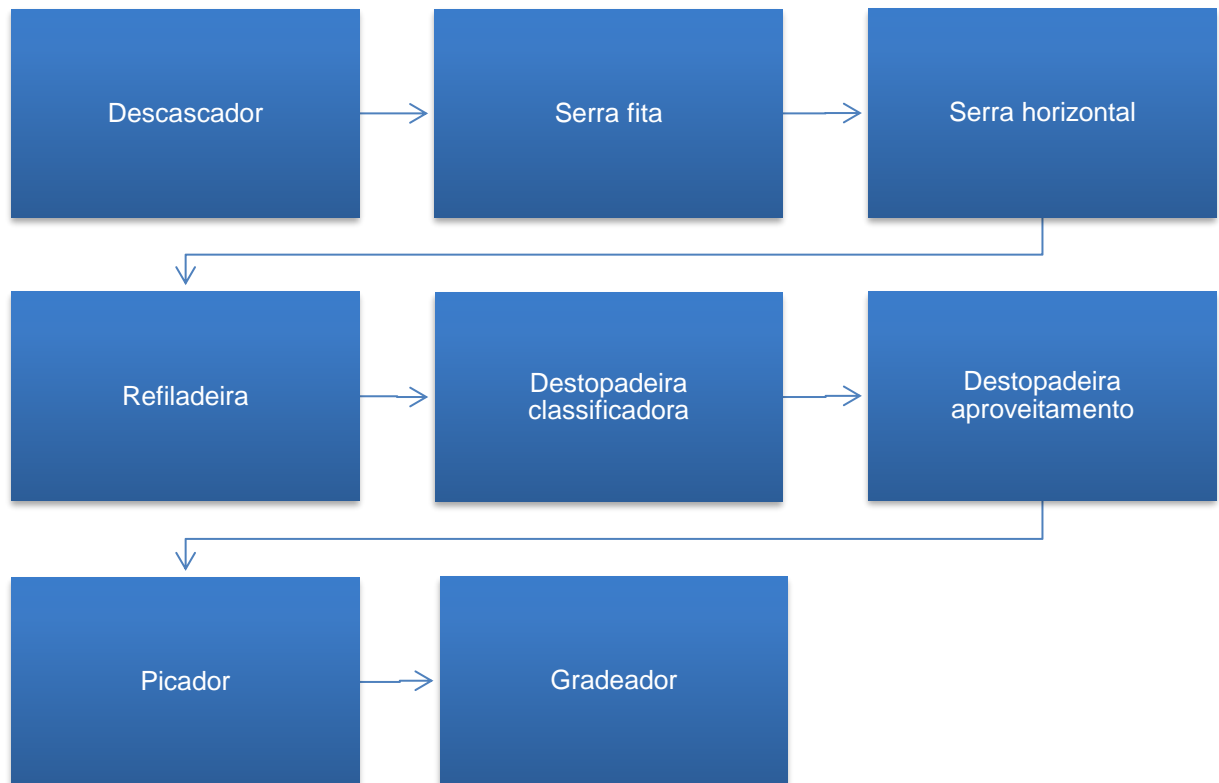 Descascador
Serra fita
Serra horizontal
Refiladeira
Destopadeira
classificadora
Destopadeira
aproveitamento
Picador
Gradeador